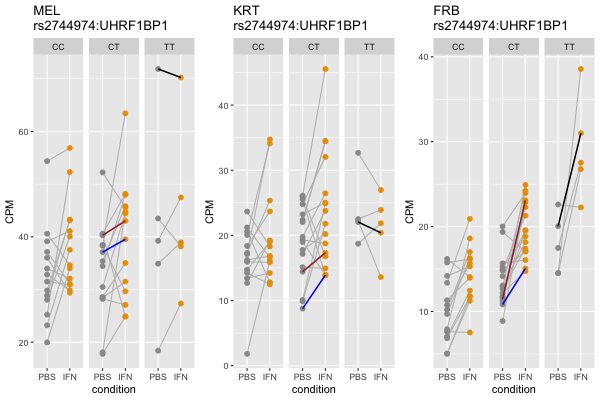 MEL
rs2744974:UHRF1BP1
CC CT TT
CPM
60
40
20
PBS IFN PBS IFN PBS IFN
condition
KRT
rs2744974:UHRF1BP1
CC CT TT
CPM
40
30
20
10
0
PBS IFN PBS IFN PBS IFN
condition
FRB
rs2744974:UHRF1BP1
CC CT TT
CPM
40
30
20
10
PBS IFN PBS IFN PBS IFN
condition